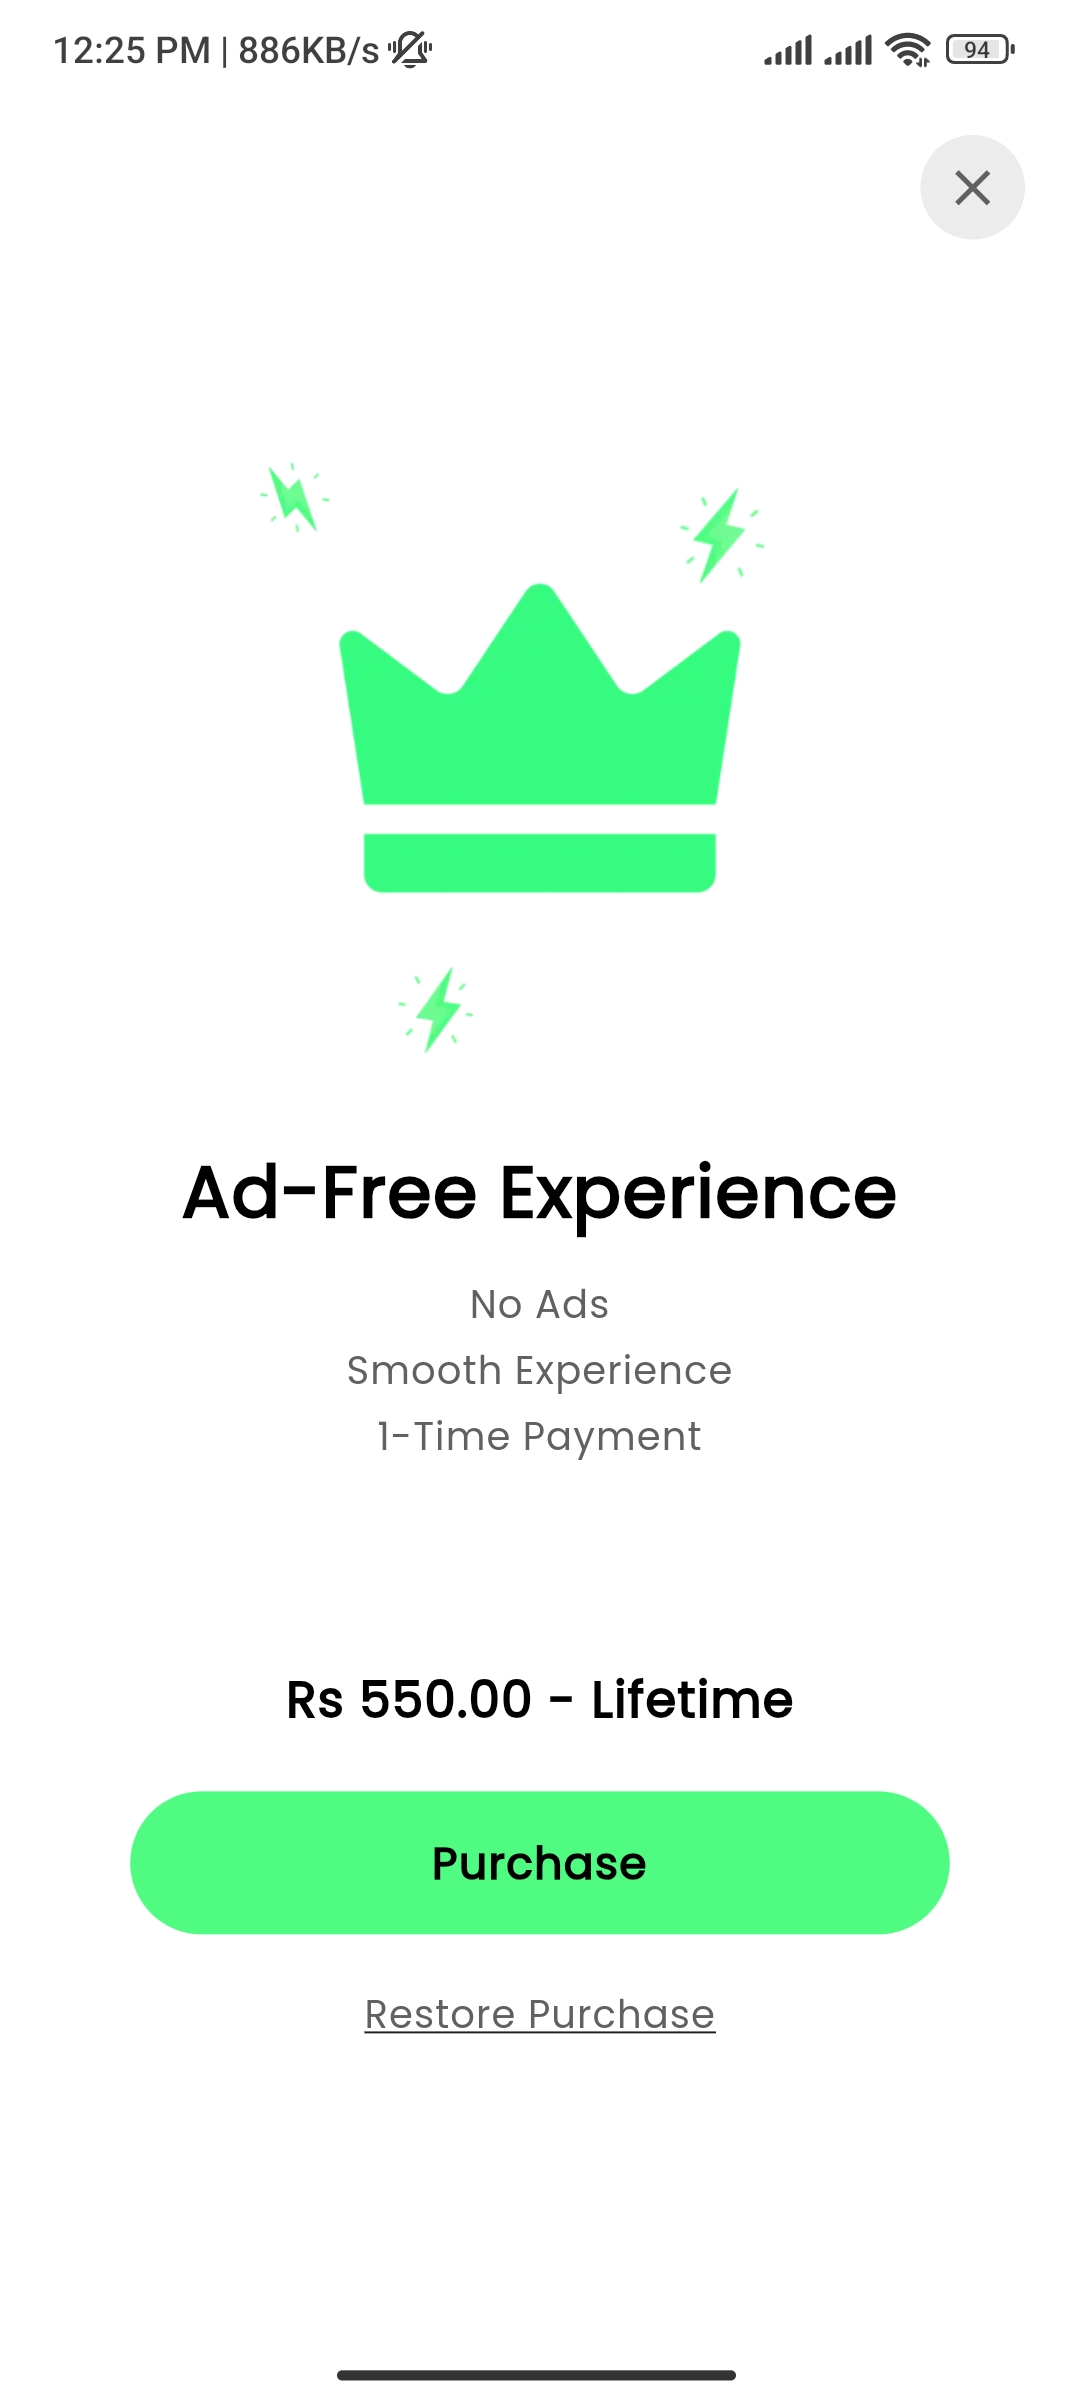 12:25 PM | 886KB/s
94
Ad-Free Experience
No Ads
Smooth Experience
1-Time Payment
Rs 550.00 - Lifetime
Purchase
Restore Purchase